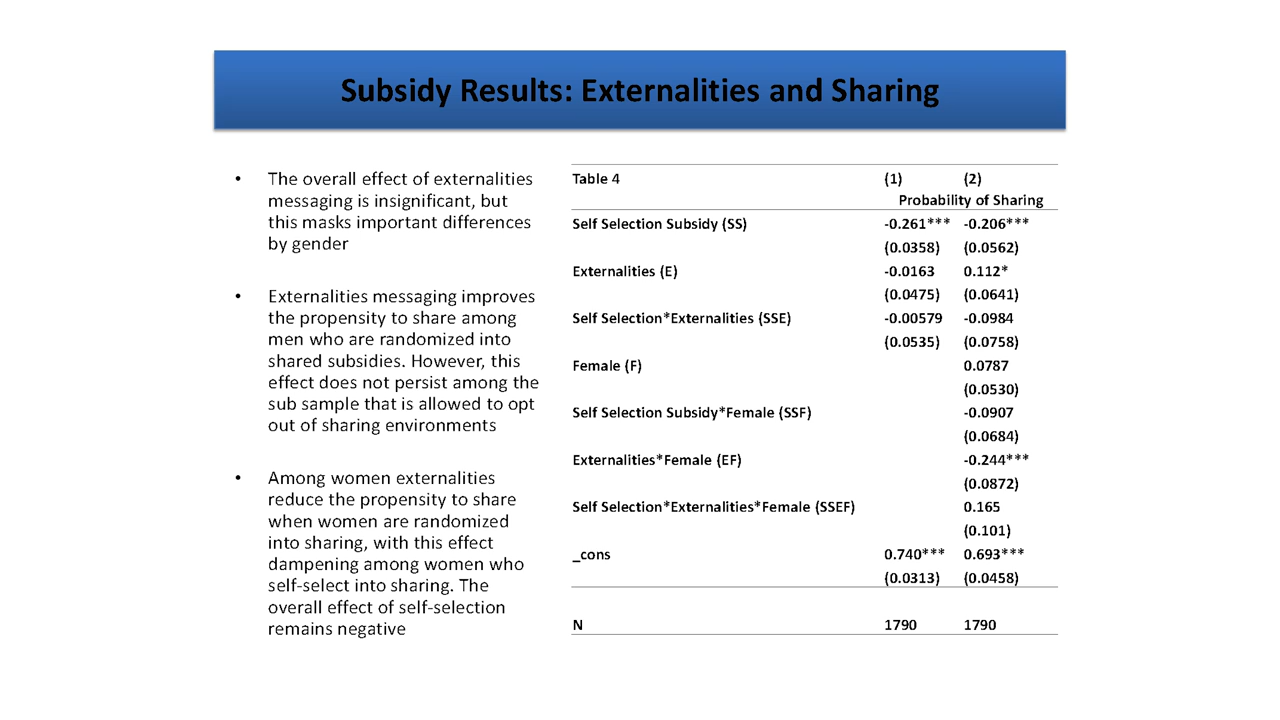 Subsidy Results: Externalities and Sharing
• The overall effect of externalities
messaging is insignificant, but
this masks important differences
by gender
• Externalities messaging improves
the propensity to share among
men who are randomized into
shared subsidies. However, this
effect does not persist among the
sub sample that is allowed to opt
out of sharing environments
• Among women externalities
reduce the propensity to share
when women are randomized
into sharing, with this effect
dampening among women who
self-select into sharing. The
overall effect of self-selection
remains negative
Table 4 (1) (2)
Probability of Sharing
Self Selection Subsidy (SS) -0.261*** -0.206***
(0.0358) (0.0562)
Externalities (E) -0.0163 0.112*
(0.0475) (0.0641)
Self Selection*Externalities (SSE) -0.00579 -0.0984
(0.0535) (0.0758)
Female (F) 0.0787
(0.0530)
Self Selection Subsidy*Female (SSF) -0.0907
(0.0684)
Externalities*Female (EF) -0.244***
(0.0872)
Self Selection*Externalities*Female (SSEF) 0.165
(0.101)
_cons 0.740*** 0.693***
(0.0313) (0.0458)
N 1790 1790